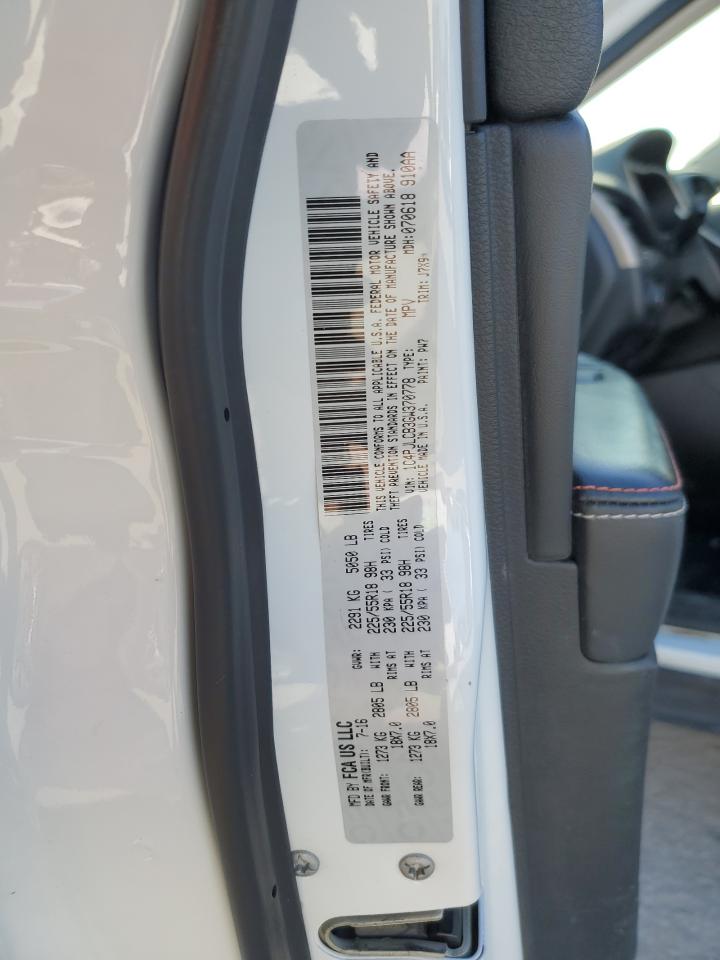 MFD BY FCA US LLC
DATE OF MFR(BUILT): 7-16 GVWR: 2291 KG 5050 LB
GAWR FRONT: 1273 KG 2805 LB WITH 225/55R18 98H TIRES
18X7.0 RIMS AT 230 KPA ( 33 PSI) COLD
GAWR REAR: 1273 KG 2805 LB WITH 225/55R18 98H TIRES
18X7.0 RIMS AT 230 KPA ( 33 PSI) COLD
THIS VEHICLE CONFORMS TO ALL APPLICABLE U.S.A. FEDERAL MOTOR VEHICLE SAFETY AND
THEFT PREVENTION STANDARDS IN EFFECT ON THE DATE OF MANUFACTURE SHOWN ABOVE.
VIN: 1C4PJLCB3GW370778 TYPE: MPV MDH:070618 910AA
VEHICLE MADE IN U.S.A. PAINT: PW7 TRIM: